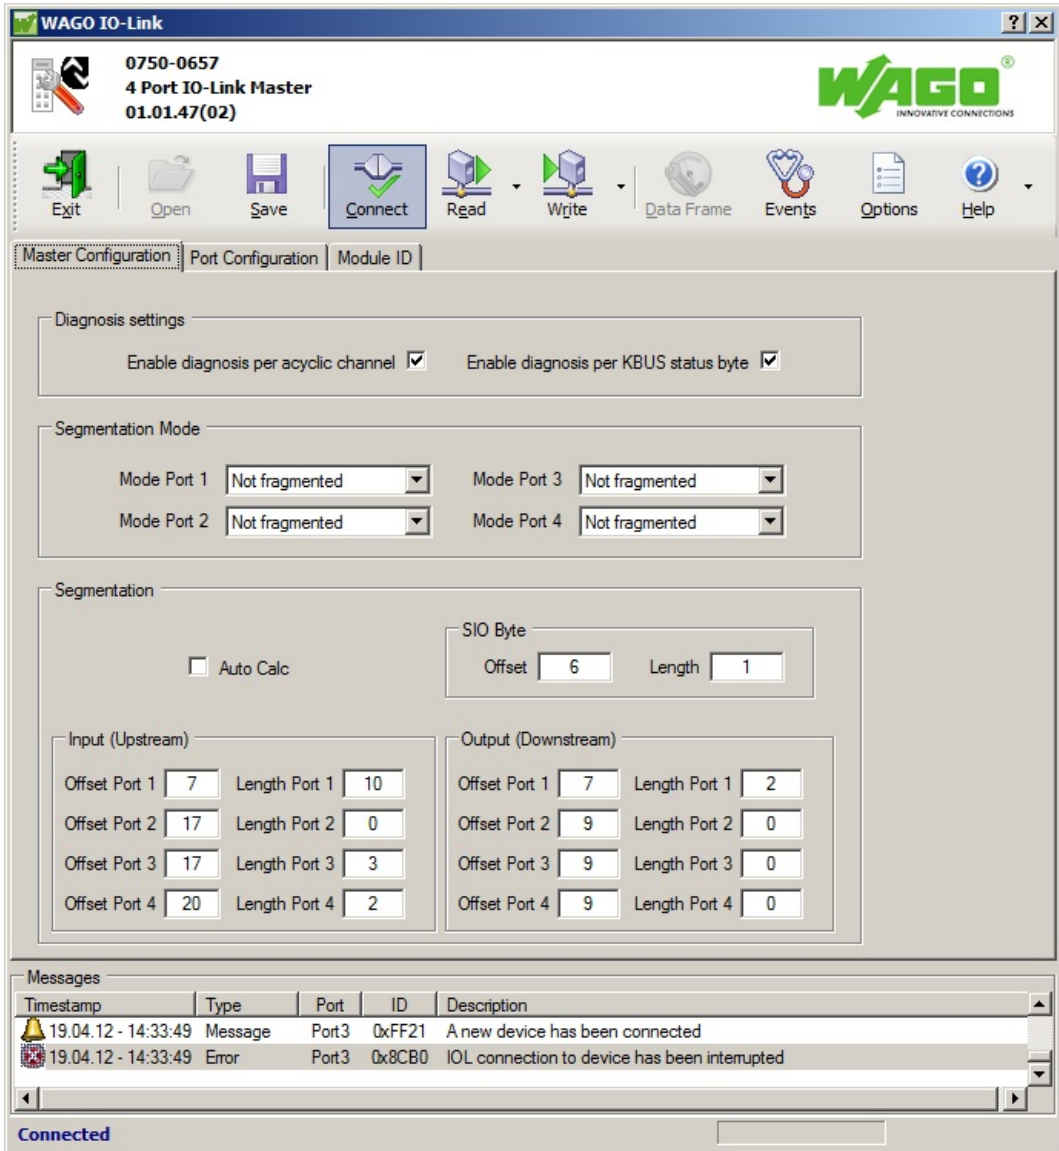 WAGO IO-Link
0750-0657
4 Port IO-Link Master
01.01.47(02)
WAGO®
INNOVATIVE CONNECTIONS
Exit Open Save Connect Read Write Data Frame Events Options Help
Master Configuration Port Configuration Module ID
Diagnosis settings
Enable diagnosis per acyclic channel Enable diagnosis per KBUS status byte
Segmentation Mode
Mode Port 1 Not fragmented Mode Port 3 Not fragmented
Mode Port 2 Not fragmented Mode Port 4 Not fragmented
Segmentation
SIO Byte
Auto Calc Offset 6 Length 1
Input (Upstream) Output (Downstream)
Offset Port 1 7 Length Port 1 10 Offset Port 1 7 Length Port 1 2
Offset Port 2 17 Length Port 2 0 Offset Port 2 9 Length Port 2 0
Offset Port 3 17 Length Port 3 3 Offset Port 3 9 Length Port 3 0
Offset Port 4 20 Length Port 4 2 Offset Port 4 9 Length Port 4 0
Messages
Timestamp Type Port ID Description
19.04.12 - 14:33:49 Message Port3 0xFF21 A new device has been connected
19.04.12 - 14:33:49 Error Port3 0x8CB0 IOL connection to device has been interrupted
Connected